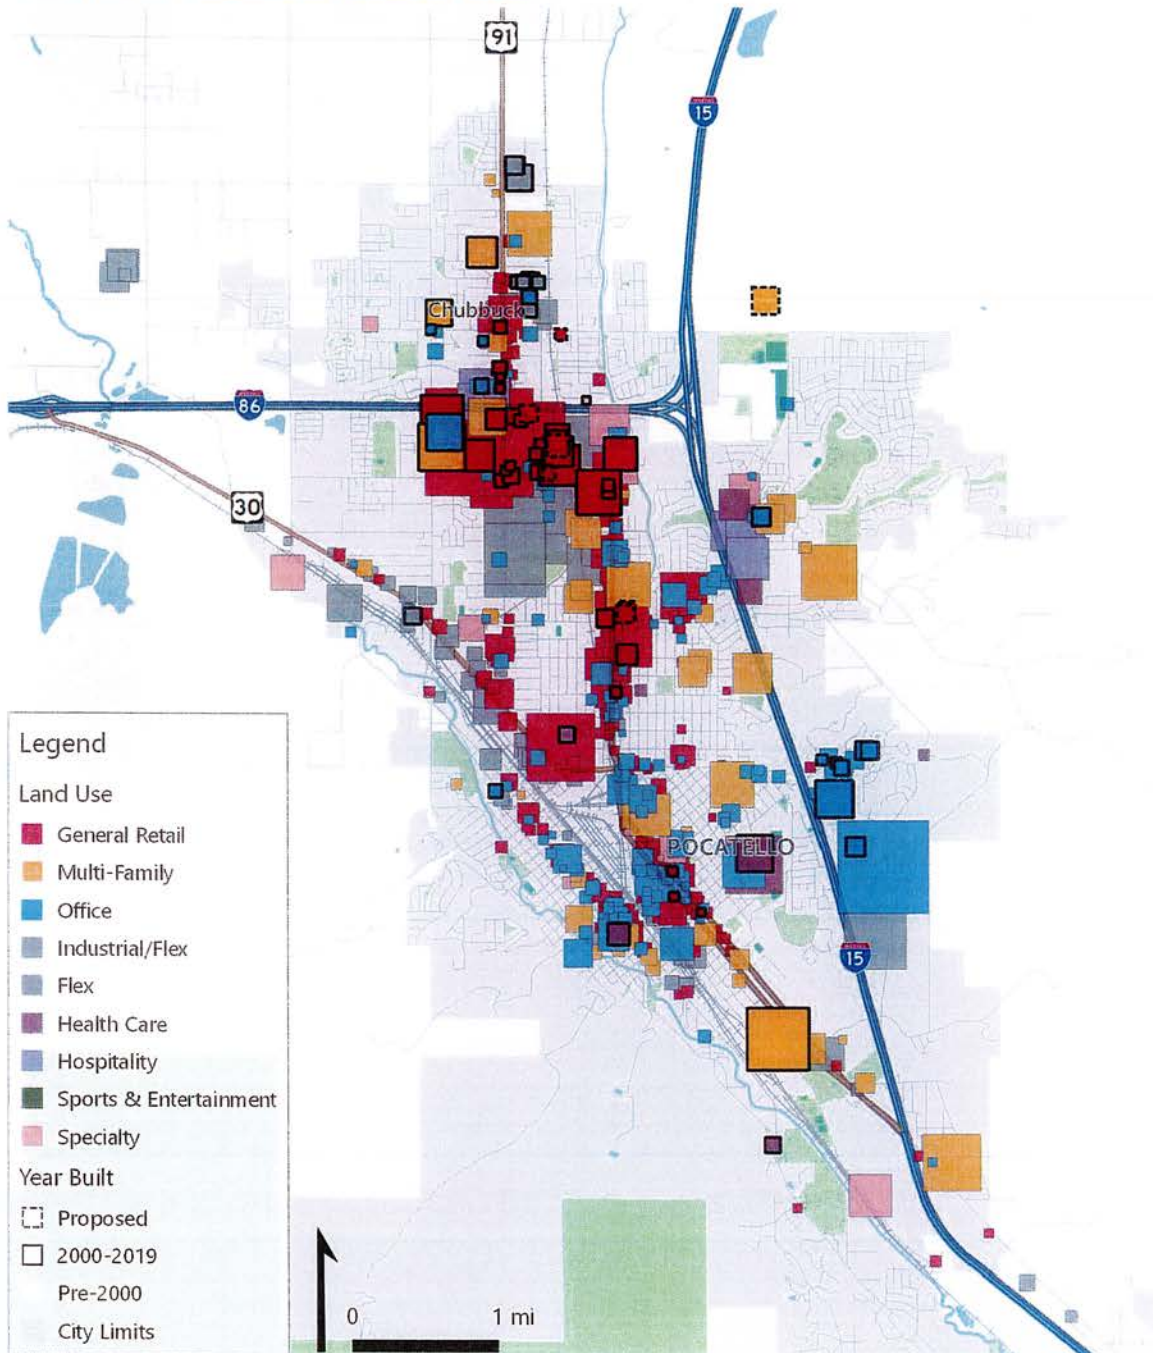 91
15
Chubbuck
86
30
POCATELLO
15
Legend
Land Use
General Retail
Multi-Family
Office
Industrial/Flex
Flex
Health Care
Hospitality
Sports & Entertainment
Specialty
Year Built
Proposed
2000-2019
Pre-2000
City Limits
0 1 mi